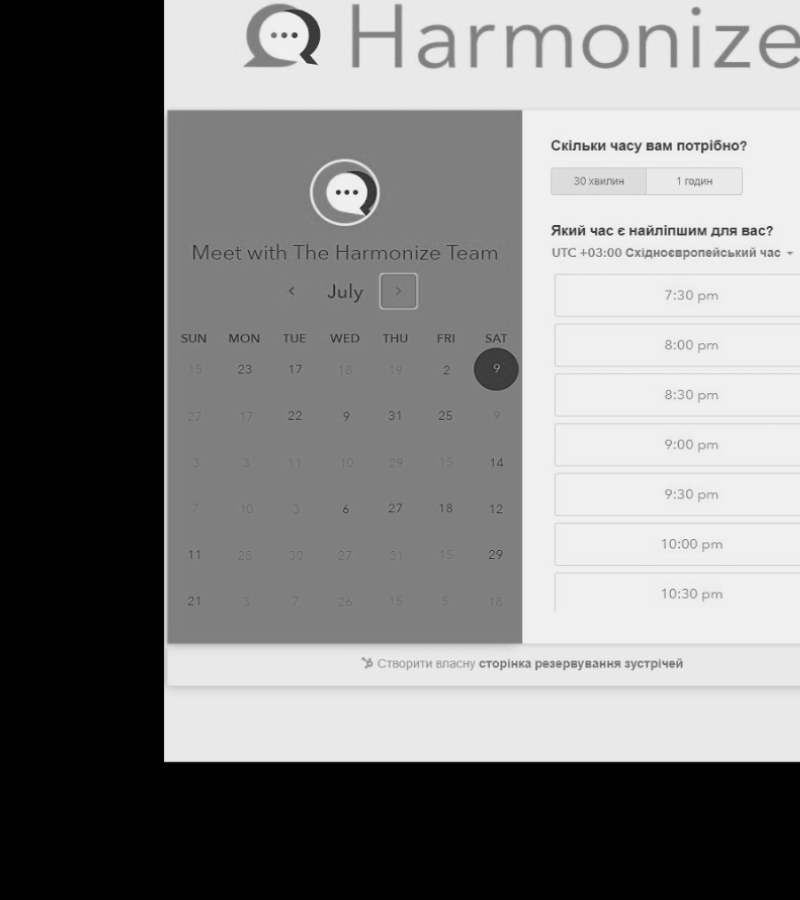 Harmonize
Meet with The Harmonize Team
July
SUN MON TUE WED THU FRI SAT
15 23 17 18 19 2 9
27 17 22 9 31 25 9
3 3 11 10 29 15 14
7 10 3 6 27 18 12
11 28 30 27 31 15 29
21 3 7 26 15 5 18
Скільки часу вам потрібно?
30 хвилин 1 годин
Який час є найліпшим для вас?
UTC +03:00 Східноєвропейський час
7:30 pm
8:00 pm
8:30 pm
9:00 pm
9:30 pm
10:00 pm
10:30 pm
Створити власну сторінка резервування зустрічей